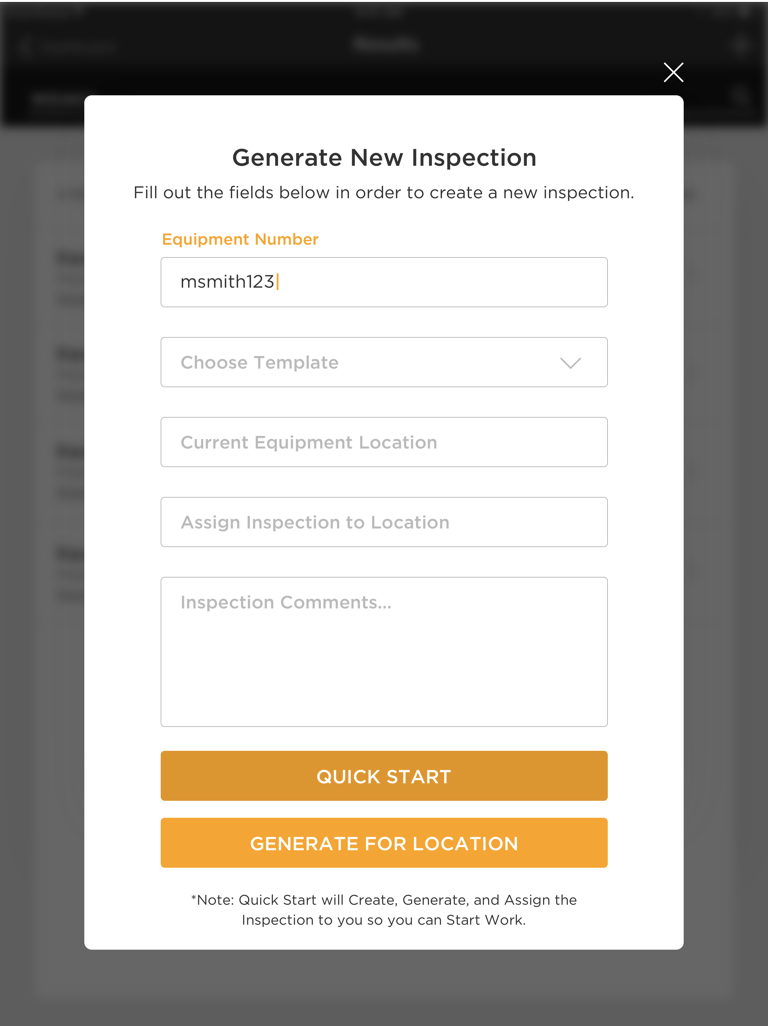 Results
Generate New Inspection
Fill out the fields below in order to create a new inspection.
Equipment Number
msmith123
Choose Template
Current Equipment Location
Assign Inspection to Location
Inspection Comments...
QUICK START
GENERATE FOR LOCATION
*Note: Quick Start will Create, Generate, and Assign the
Inspection to you so you can Start Work.